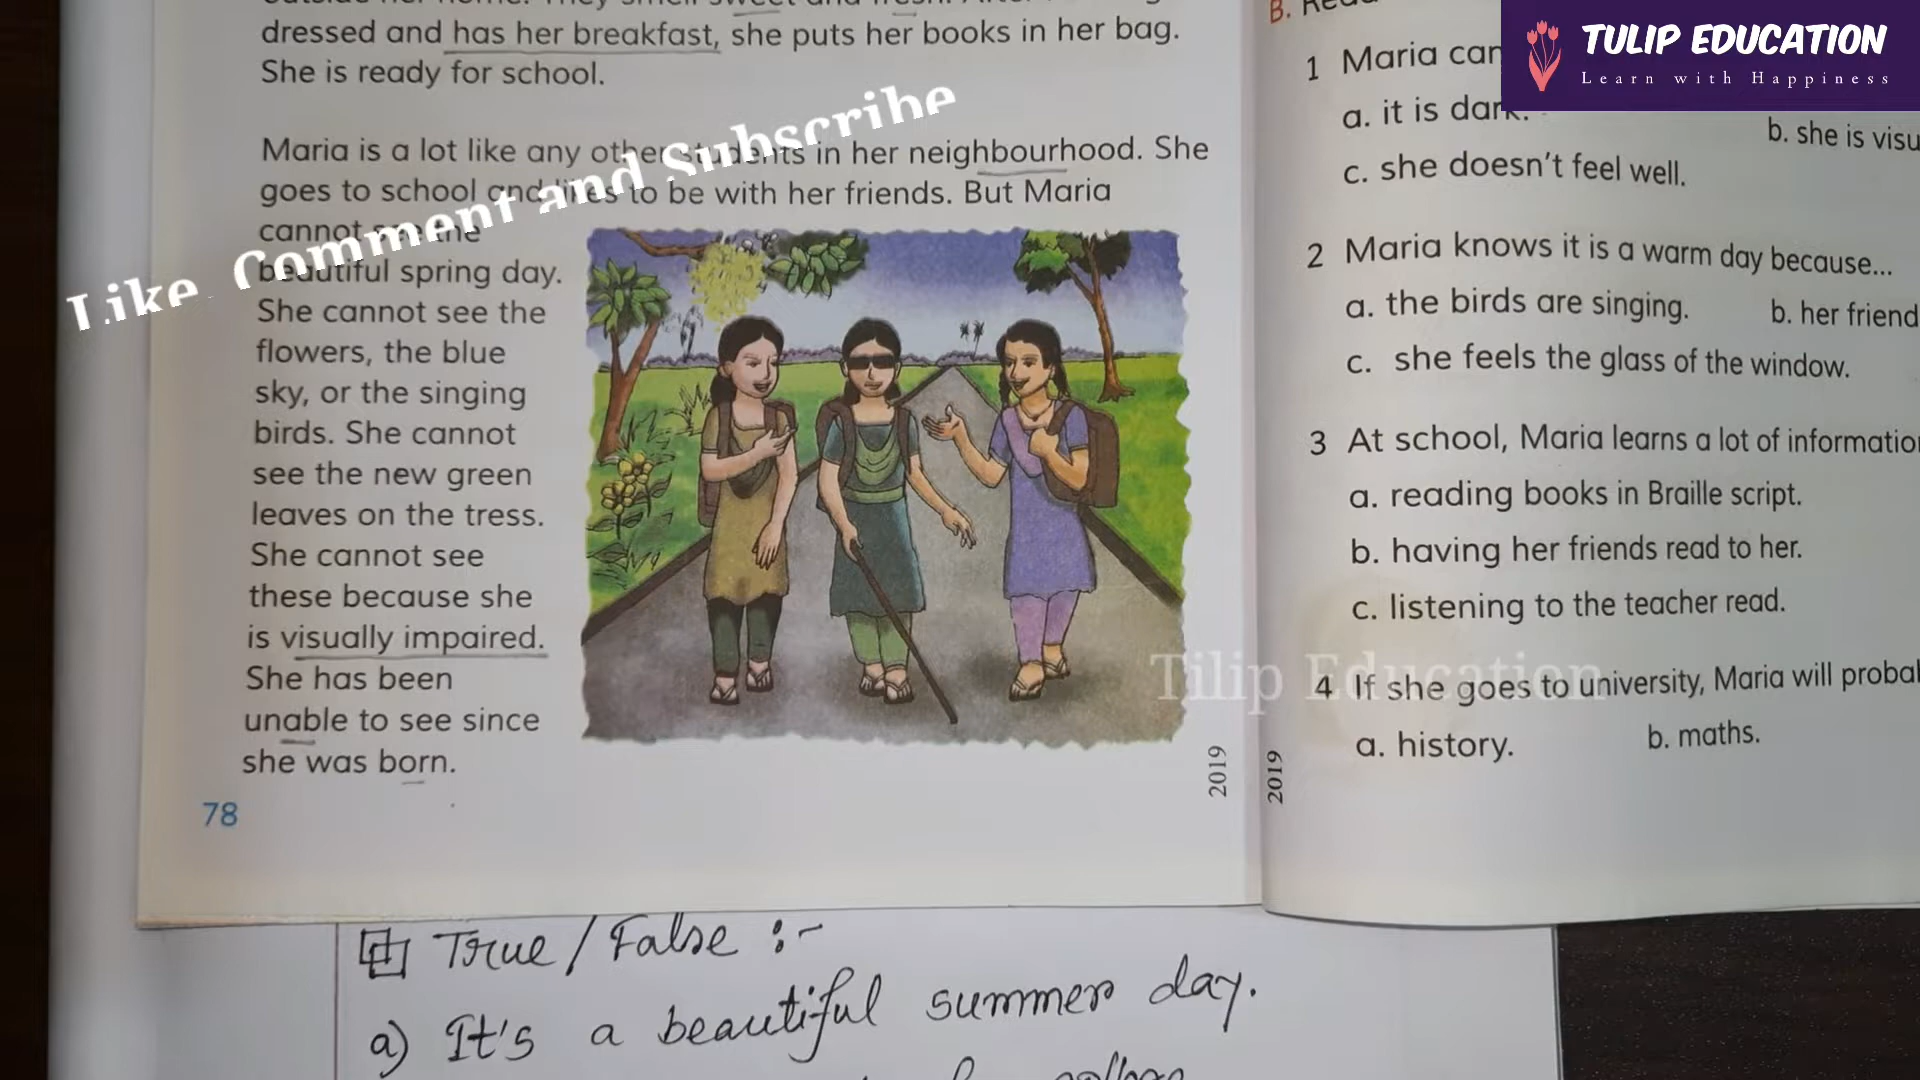 dressed and has her breakfast, she puts her books in her bag.
She is ready for school.
Maria is a lot like any other students in her neighbourhood. She
goes to school and likes to be with her friends. But Maria
cannot see the
beautiful spring day.
She cannot see the
flowers, the blue
sky, or the singing
birds. She cannot
see the new green
leaves on the tress.
She cannot see
these because she
is visually impaired.
She has been
unable to see since
she was born.
78
2019
Like, Comment and Subscribe
TULIP EDUCATION
Learn with Happiness
B. Read
1 Maria can
a. it is dark.
b. she is visu
c. she doesn't feel well.
2 Maria knows it is a warm day because...
a. the birds are singing.
b. her friend
c. she feels the glass of the window.
3 At school, Maria learns a lot of informatio
a. reading books in Braille script.
b. having her friends read to her.
c. listening to the teacher read.
4 If she goes to university, Maria will probal
a. history.
b. maths.
2019
Tilip Education
True / False :-
a) It's a beautiful summer day.